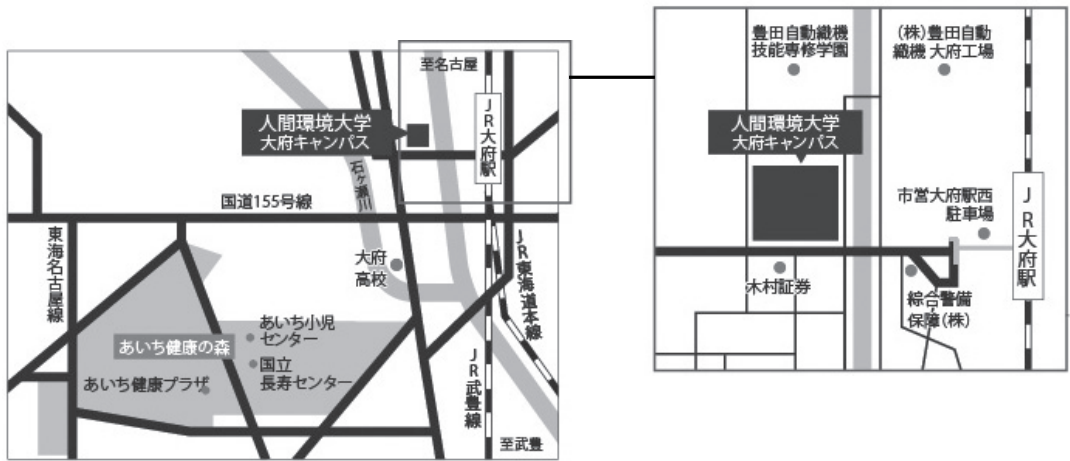 至名古屋
人間環境大学
大府キャンパス
JR大府駅
石ヶ瀬川
国道155号線
東海名古屋線
大府
高校
JR東海道本線
あいち小児
センター
あいち健康の森
国立
長寿センター
あいち健康プラザ
JR武豊線
至武豊
豊田自動織機
技能専修学園
(株)豊田自動
織機 大府工場
人間環境大学
大府キャンパス
市営大府駅西
駐車場
JR大府駅
木村証券
綜合警備
保障(株)